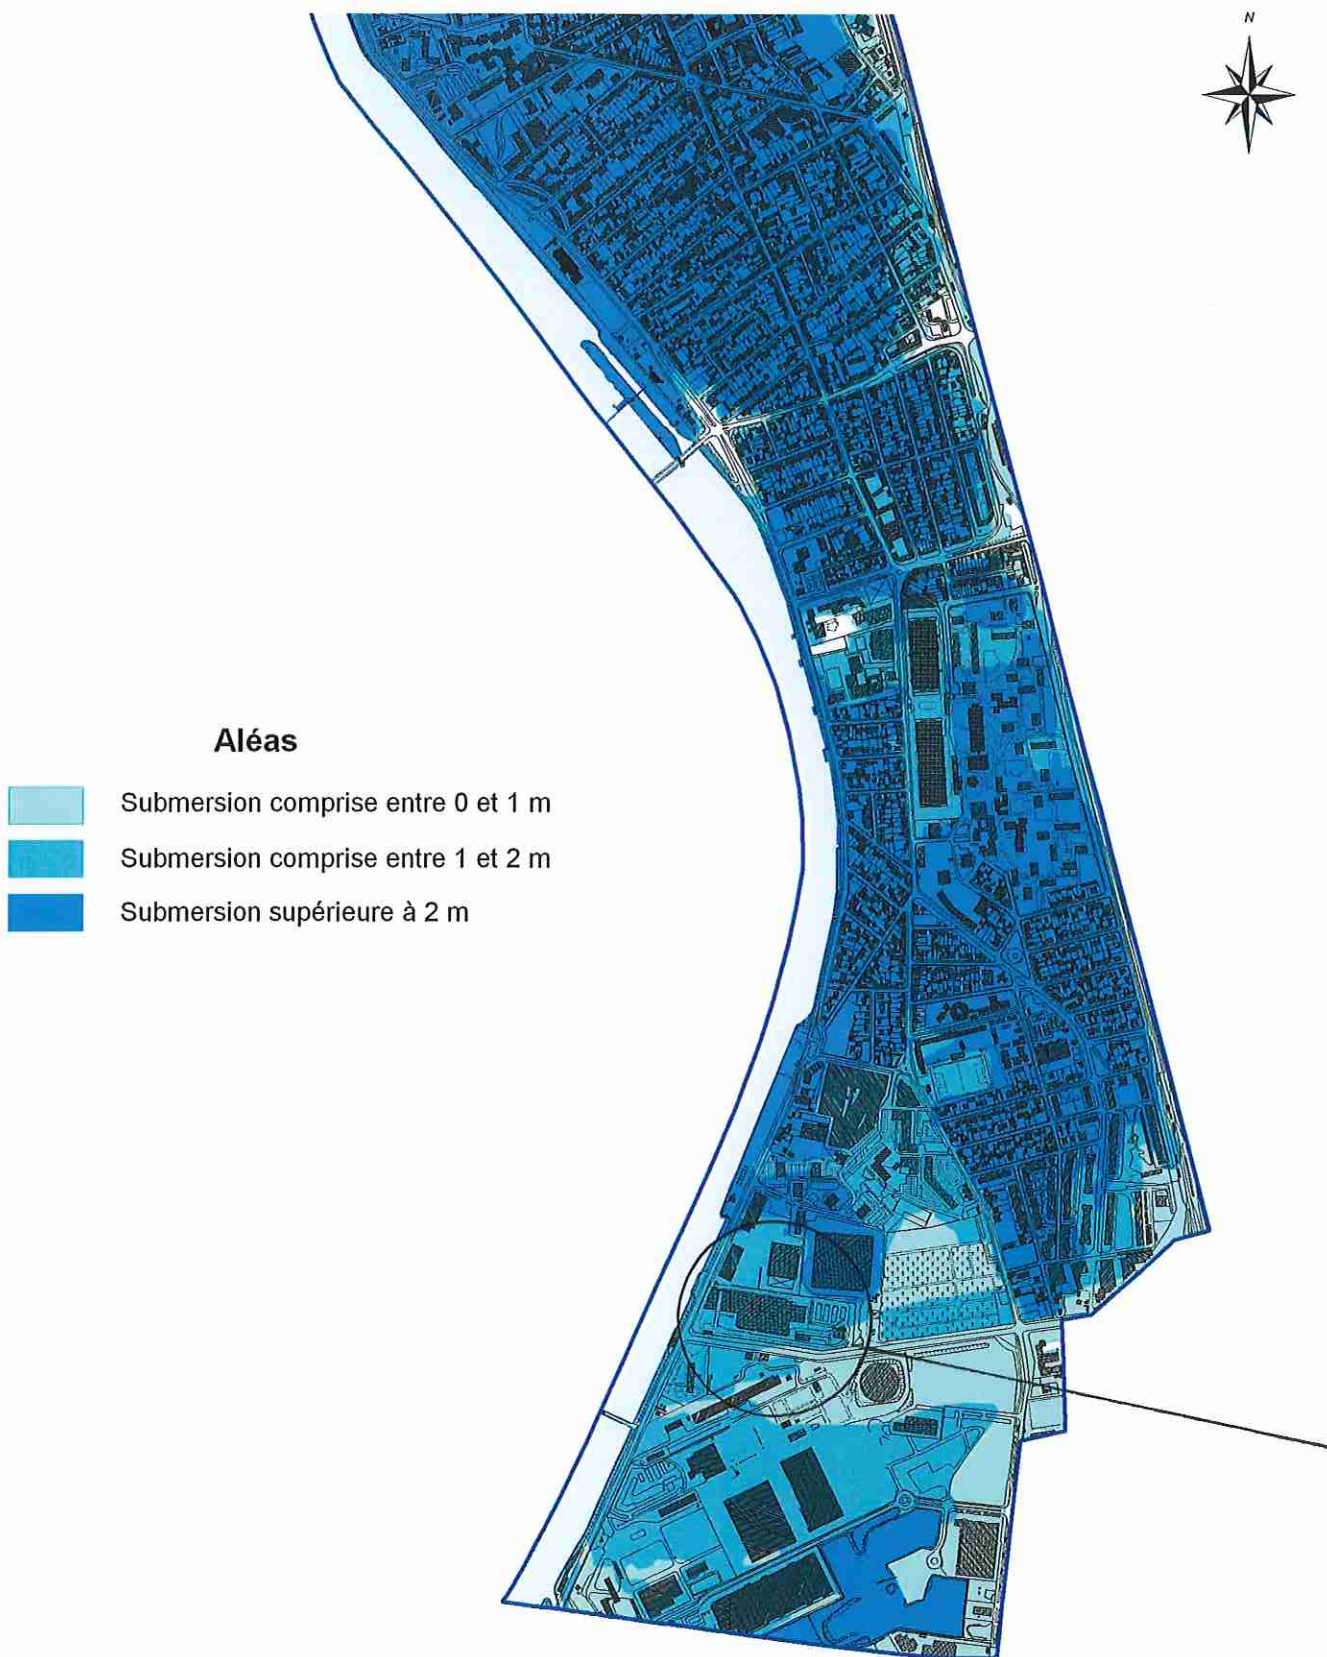 N
Aléas
Submersion comprise entre 0 et 1 m
Submersion comprise entre 1 et 2 m
Submersion supérieure à 2 m